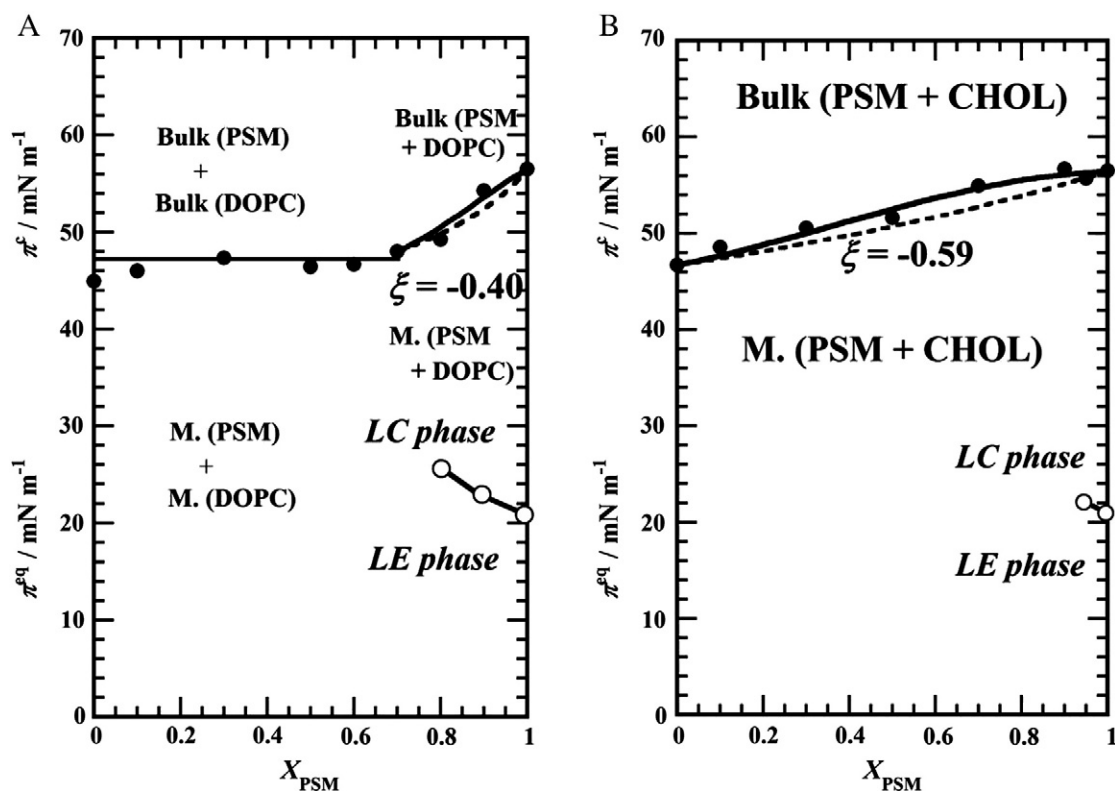 A
70
60
50
40
30
20
10
0
π^c / mN m⁻¹
π^eq / mN m⁻¹
Bulk (PSM)
+
Bulk (DOPC)
Bulk (PSM
+ DOPC)
ξ = -0.40
M. (PSM
+ DOPC)
M. (PSM)
+
M. (DOPC)
LC phase
LE phase
0 0.2 0.4 0.6 0.8 1
X_PSM
B
70
60
50
40
30
20
10
0
π^c / mN m⁻¹
π^eq / mN m⁻¹
Bulk (PSM + CHOL)
ξ = -0.59
M. (PSM + CHOL)
LC phase
LE phase
0 0.2 0.4 0.6 0.8 1
X_PSM